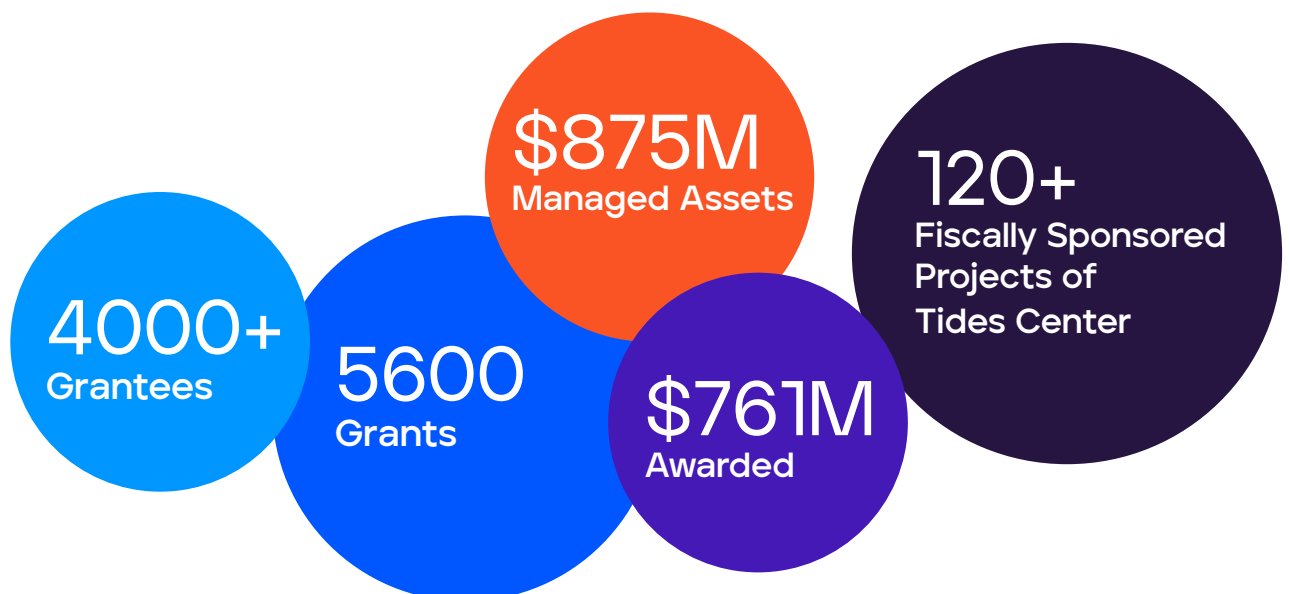 4000+
Grantees
5600
Grants
$875M
Managed Assets
$761M
Awarded
120+
Fiscally Sponsored
Projects of
Tides Center